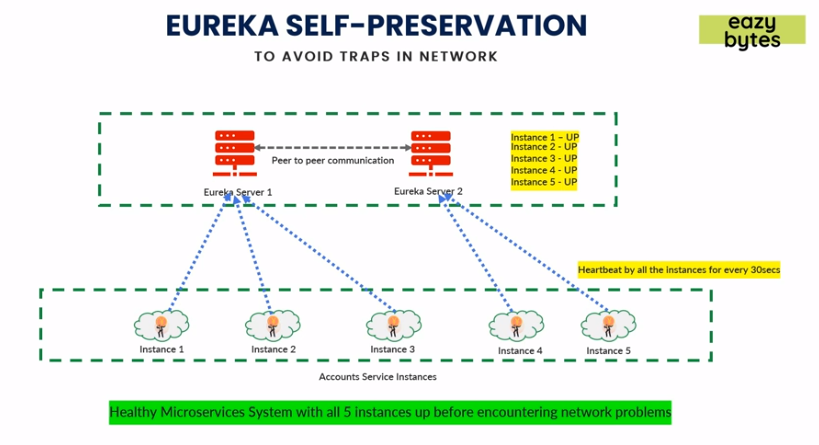 EUREKA SELF-PRESERVATION
eazy
bytes
TO AVOID TRAPS IN NETWORK
Instance 1 – UP
Instance 2 - UP
Instance 3 - UP
Instance 4 - UP
Instance 5 - UP
Peer to peer communication
Eureka Server 1
Eureka Server 2
Heartbeat by all the instances for every 30secs
Instance 1
Instance 2
Instance 3
Instance 4
Instance 5
Accounts Service Instances
Healthy Microservices System with all 5 instances up before encountering network problems